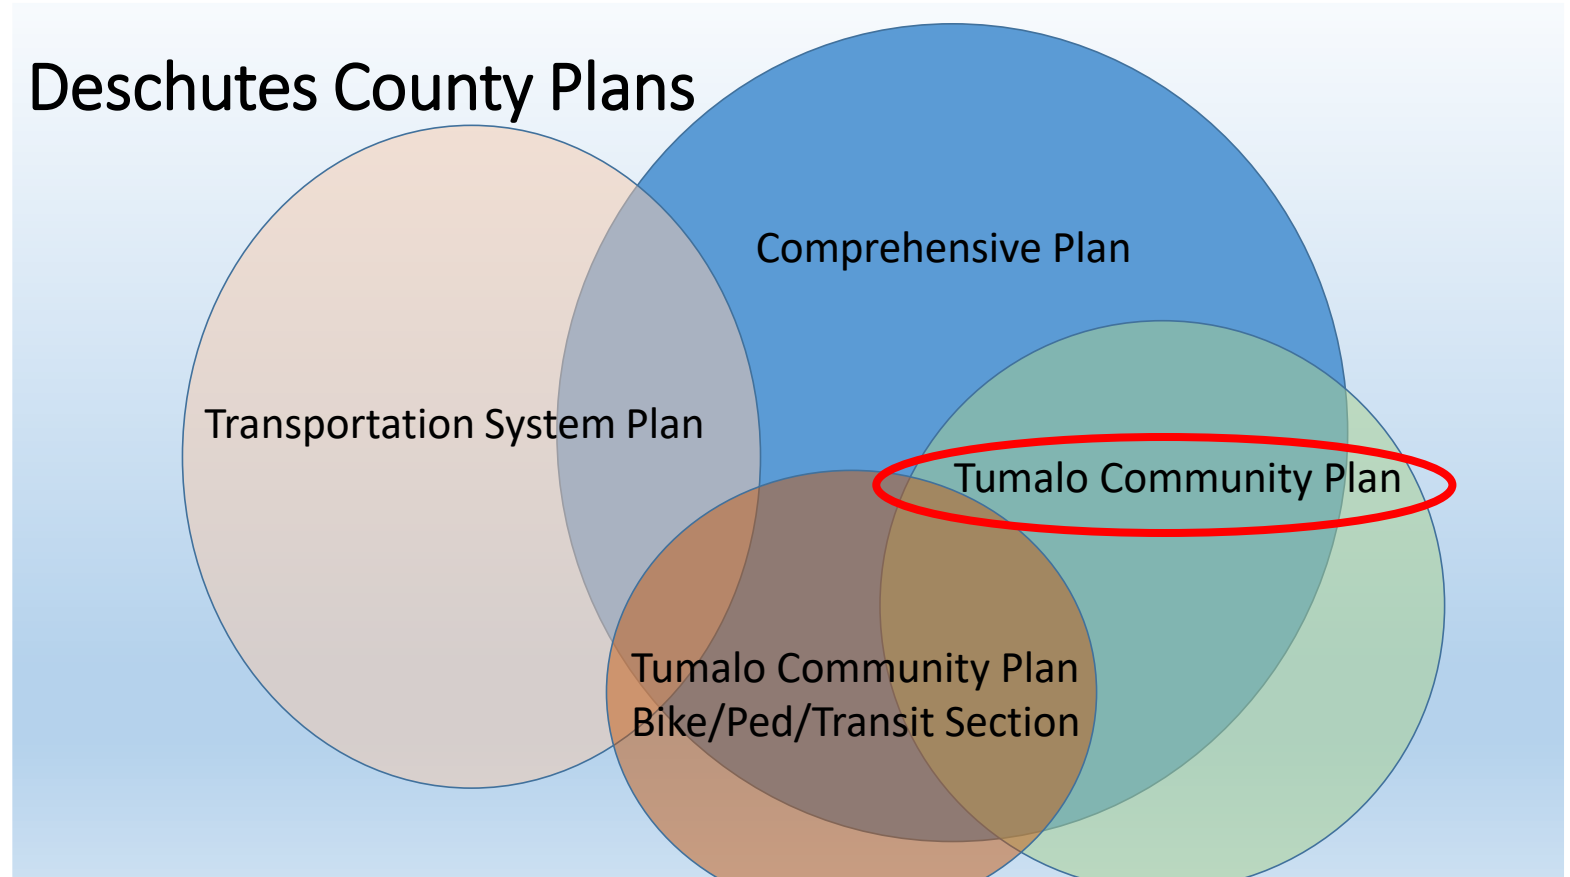 Deschutes County Plans
Comprehensive Plan
Transportation System Plan
Tumalo Community Plan
Tumalo Community Plan
Bike/Ped/Transit Section